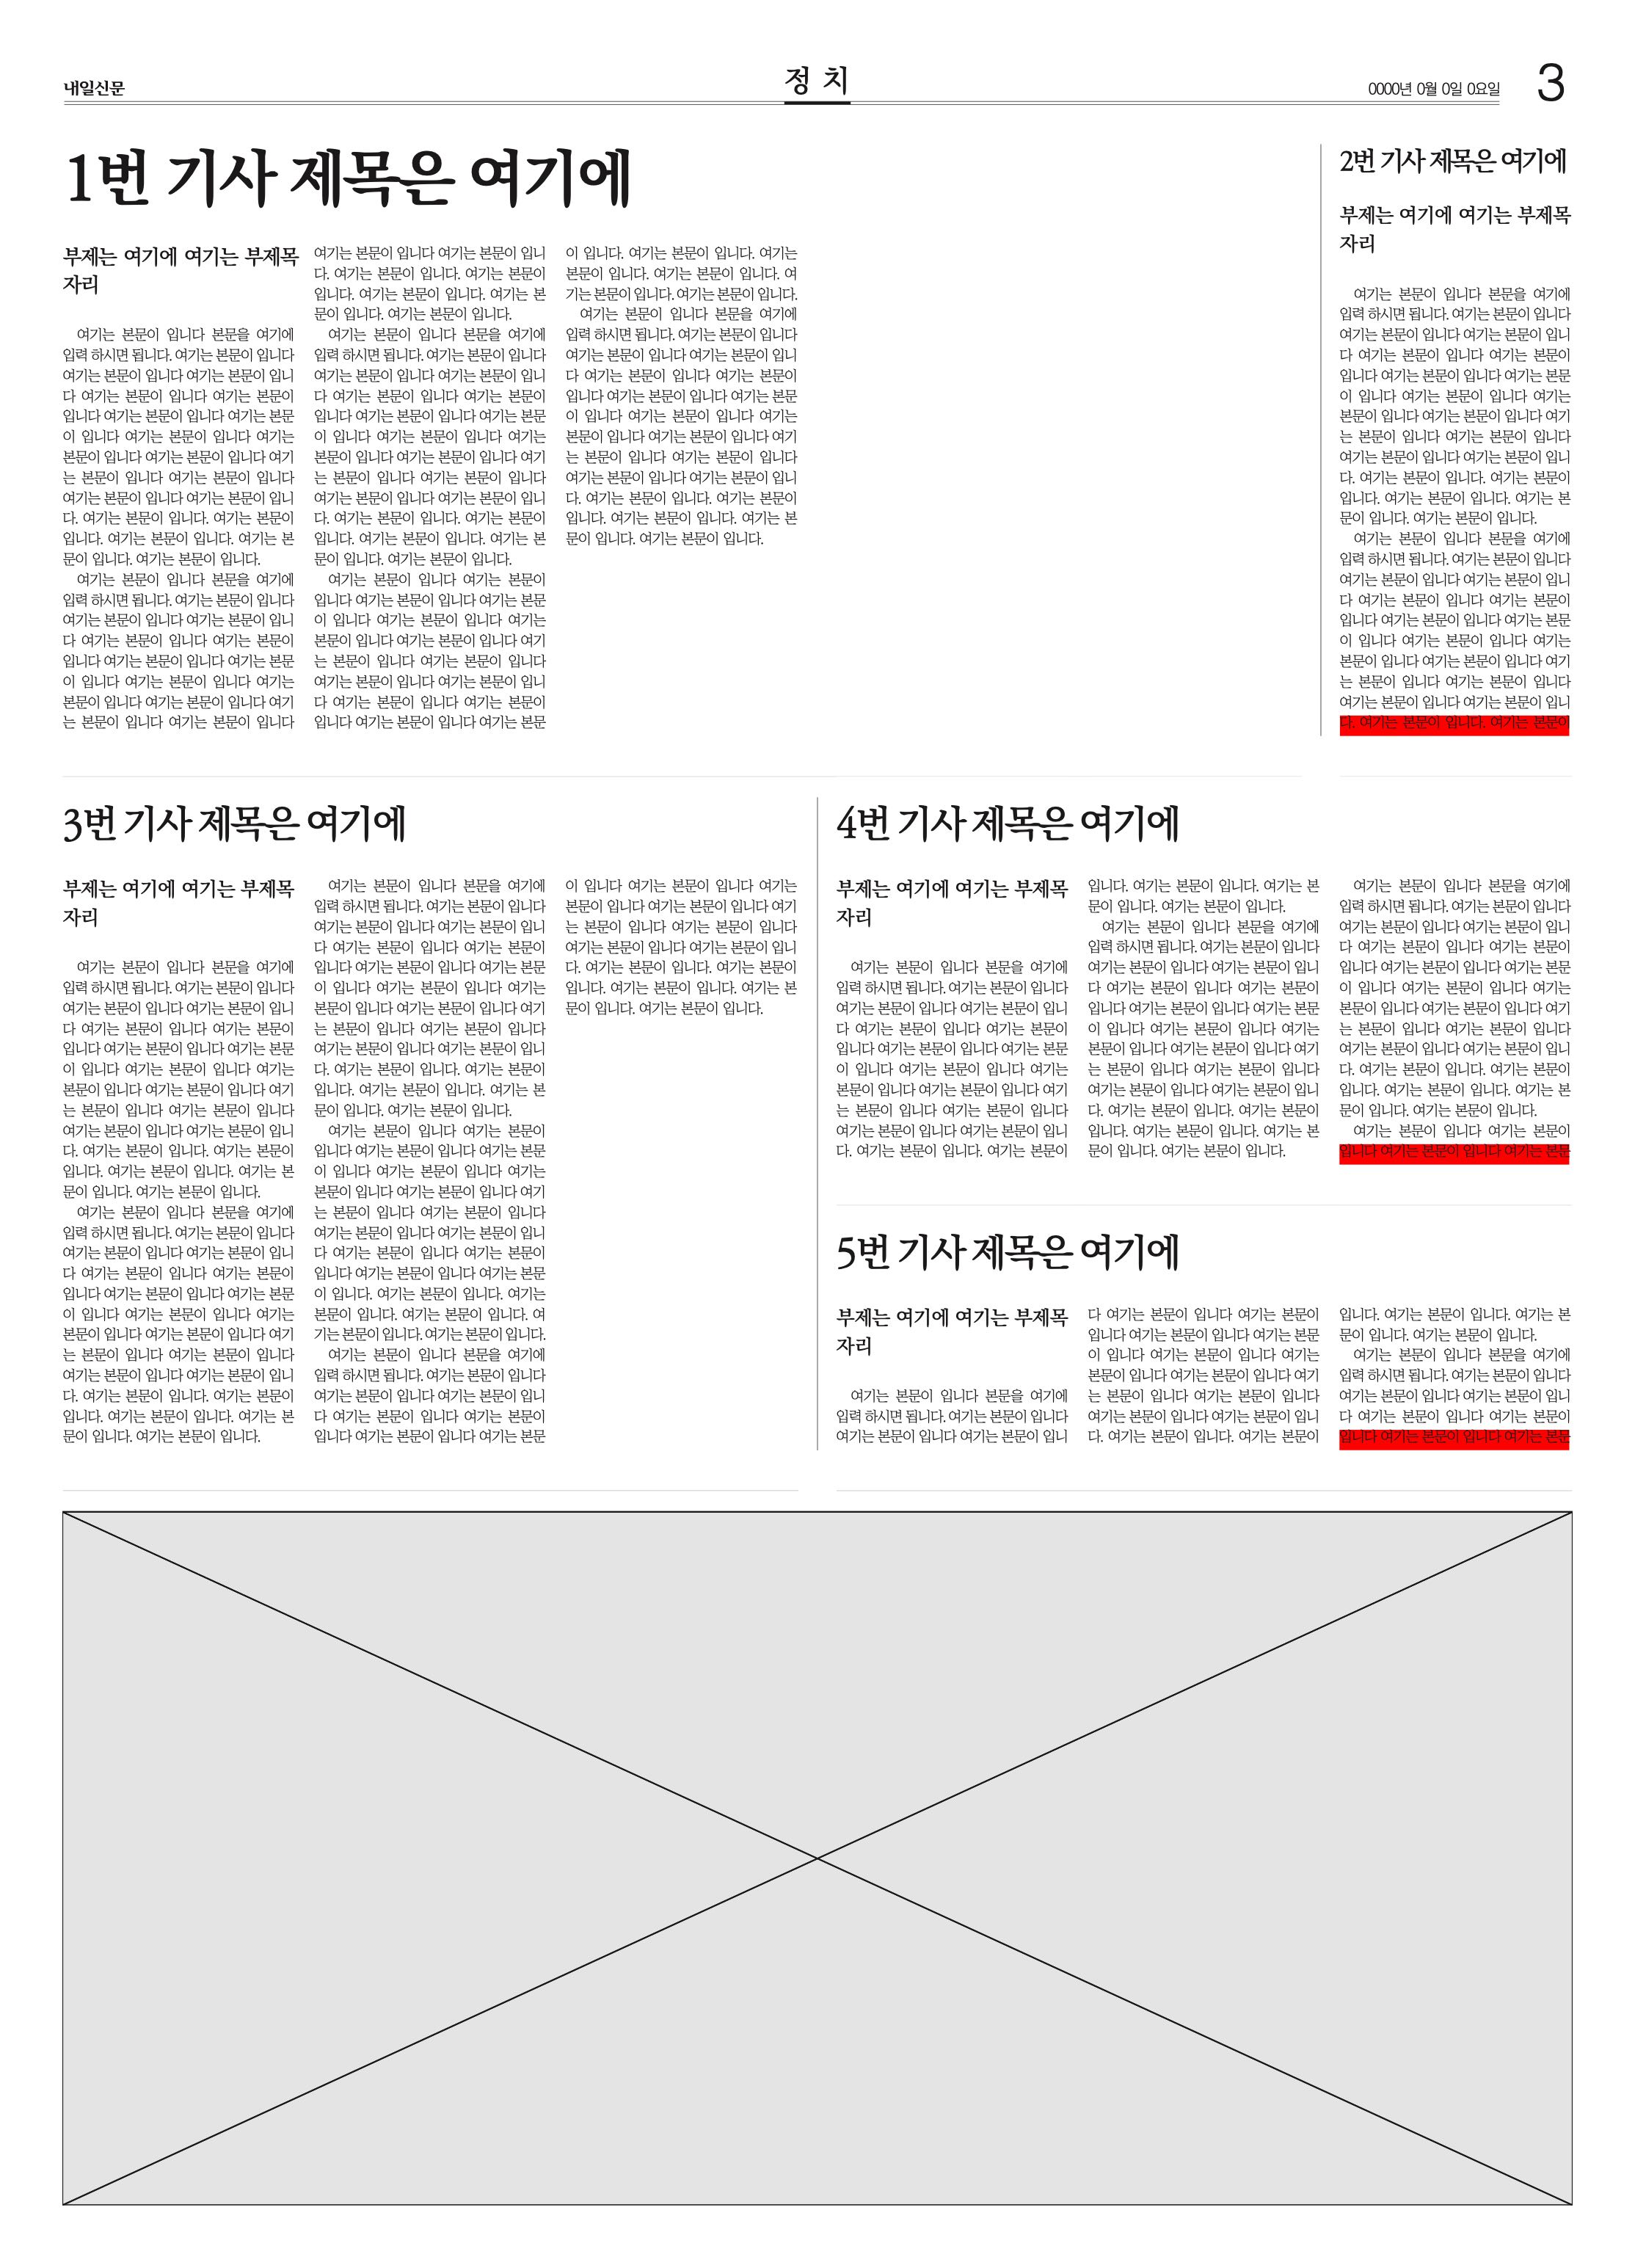 내일신문
정 치
0000년 0월 0일 0요일
3
1번 기사 제목은 여기에
부제는 여기에 여기는 부제목
자리
여기는 본문이 입니다 본문을 여기에
입력 하시면 됩니다. 여기는 본문이 입니다
여기는 본문이 입니다 여기는 본문이 입니
다 여기는 본문이 입니다 여기는 본문이
입니다 여기는 본문이 입니다 여기는 본문
이 입니다 여기는 본문이 입니다 여기는
본문이 입니다 여기는 본문이 입니다 여기
는 본문이 입니다 여기는 본문이 입니다
여기는 본문이 입니다 여기는 본문이 입니
다. 여기는 본문이 입니다. 여기는 본문이
입니다. 여기는 본문이 입니다. 여기는 본
문이 입니다. 여기는 본문이 입니다.
여기는 본문이 입니다 본문을 여기에
입력 하시면 됩니다. 여기는 본문이 입니다
여기는 본문이 입니다 여기는 본문이 입니
다 여기는 본문이 입니다 여기는 본문이
입니다 여기는 본문이 입니다 여기는 본문
이 입니다 여기는 본문이 입니다 여기는
본문이 입니다 여기는 본문이 입니다 여기
는 본문이 입니다 여기는 본문이 입니다
여기는 본문이 입니다 여기는 본문이 입니
다. 여기는 본문이 입니다. 여기는 본문이
입니다. 여기는 본문이 입니다. 여기는 본
문이 입니다. 여기는 본문이 입니다.
여기는 본문이 입니다 본문을 여기에
입력 하시면 됩니다. 여기는 본문이 입니다
여기는 본문이 입니다 여기는 본문이 입니
다 여기는 본문이 입니다 여기는 본문이
입니다 여기는 본문이 입니다 여기는 본문
이 입니다 여기는 본문이 입니다 여기는
본문이 입니다 여기는 본문이 입니다 여기
는 본문이 입니다 여기는 본문이 입니다
여기는 본문이 입니다 여기는 본문이 입니
다. 여기는 본문이 입니다. 여기는 본문이
입니다. 여기는 본문이 입니다. 여기는 본
문이 입니다. 여기는 본문이 입니다.
여기는 본문이 입니다 여기는 본문이
입니다 여기는 본문이 입니다 여기는 본문
이 입니다 여기는 본문이 입니다 여기는
본문이 입니다 여기는 본문이 입니다 여기
는 본문이 입니다 여기는 본문이 입니다
여기는 본문이 입니다 여기는 본문이 입니
다 여기는 본문이 입니다 여기는 본문이
입니다 여기는 본문이 입니다 여기는 본문
이 입니다. 여기는 본문이 입니다. 여기는
본문이 입니다. 여기는 본문이 입니다. 여
기는 본문이 입니다. 여기는 본문이 입니다.
여기는 본문이 입니다 본문을 여기에
입력 하시면 됩니다. 여기는 본문이 입니다
여기는 본문이 입니다 여기는 본문이 입니
다 여기는 본문이 입니다 여기는 본문이
입니다 여기는 본문이 입니다 여기는 본문
이 입니다 여기는 본문이 입니다 여기는
본문이 입니다 여기는 본문이 입니다 여기
는 본문이 입니다 여기는 본문이 입니다
여기는 본문이 입니다 여기는 본문이 입니
다. 여기는 본문이 입니다. 여기는 본문이
입니다. 여기는 본문이 입니다. 여기는 본
문이 입니다. 여기는 본문이 입니다.
2번 기사 제목은 여기에
부제는 여기에 여기는 부제목
자리
여기는 본문이 입니다 본문을 여기에
입력 하시면 됩니다. 여기는 본문이 입니다
여기는 본문이 입니다 여기는 본문이 입니
다 여기는 본문이 입니다 여기는 본문이
입니다 여기는 본문이 입니다 여기는 본문
이 입니다 여기는 본문이 입니다 여기는
본문이 입니다 여기는 본문이 입니다 여기
는 본문이 입니다 여기는 본문이 입니다
여기는 본문이 입니다 여기는 본문이 입니
다. 여기는 본문이 입니다. 여기는 본문이
입니다. 여기는 본문이 입니다. 여기는 본
문이 입니다. 여기는 본문이 입니다.
여기는 본문이 입니다 본문을 여기에
입력 하시면 됩니다. 여기는 본문이 입니다
여기는 본문이 입니다 여기는 본문이 입니
다 여기는 본문이 입니다 여기는 본문이
입니다 여기는 본문이 입니다 여기는 본문
이 입니다 여기는 본문이 입니다 여기는
본문이 입니다 여기는 본문이 입니다 여기
는 본문이 입니다 여기는 본문이 입니다
여기는 본문이 입니다 여기는 본문이 입니
다. 여기는 본문이 입니다. 여기는 본문이
3번 기사 제목은 여기에
부제는 여기에 여기는 부제목
자리
여기는 본문이 입니다 본문을 여기에
입력 하시면 됩니다. 여기는 본문이 입니다
여기는 본문이 입니다 여기는 본문이 입니
다 여기는 본문이 입니다 여기는 본문이
입니다 여기는 본문이 입니다 여기는 본문
이 입니다 여기는 본문이 입니다 여기는
본문이 입니다 여기는 본문이 입니다 여기
는 본문이 입니다 여기는 본문이 입니다
여기는 본문이 입니다 여기는 본문이 입니
다. 여기는 본문이 입니다. 여기는 본문이
입니다. 여기는 본문이 입니다. 여기는 본
문이 입니다. 여기는 본문이 입니다.
여기는 본문이 입니다 본문을 여기에
입력 하시면 됩니다. 여기는 본문이 입니다
여기는 본문이 입니다 여기는 본문이 입니
다 여기는 본문이 입니다 여기는 본문이
입니다 여기는 본문이 입니다 여기는 본문
이 입니다 여기는 본문이 입니다 여기는
본문이 입니다 여기는 본문이 입니다 여기
는 본문이 입니다 여기는 본문이 입니다
여기는 본문이 입니다 여기는 본문이 입니
다. 여기는 본문이 입니다. 여기는 본문이
입니다. 여기는 본문이 입니다. 여기는 본
문이 입니다. 여기는 본문이 입니다.
여기는 본문이 입니다 본문을 여기에
입력 하시면 됩니다. 여기는 본문이 입니다
여기는 본문이 입니다 여기는 본문이 입니
다 여기는 본문이 입니다 여기는 본문이
입니다 여기는 본문이 입니다 여기는 본문
이 입니다 여기는 본문이 입니다 여기는
본문이 입니다 여기는 본문이 입니다 여기
는 본문이 입니다 여기는 본문이 입니다
여기는 본문이 입니다 여기는 본문이 입니
다. 여기는 본문이 입니다. 여기는 본문이
입니다. 여기는 본문이 입니다. 여기는 본
문이 입니다. 여기는 본문이 입니다.
여기는 본문이 입니다 여기는 본문이
입니다 여기는 본문이 입니다 여기는 본문
이 입니다 여기는 본문이 입니다 여기는
본문이 입니다 여기는 본문이 입니다 여기
는 본문이 입니다 여기는 본문이 입니다
여기는 본문이 입니다 여기는 본문이 입니
다 여기는 본문이 입니다 여기는 본문이
입니다 여기는 본문이 입니다 여기는 본문
이 입니다. 여기는 본문이 입니다. 여기는
본문이 입니다. 여기는 본문이 입니다. 여
기는 본문이 입니다. 여기는 본문이 입니다.
여기는 본문이 입니다 본문을 여기에
입력 하시면 됩니다. 여기는 본문이 입니다
여기는 본문이 입니다 여기는 본문이 입니
다 여기는 본문이 입니다 여기는 본문이
입니다 여기는 본문이 입니다 여기는 본문
이 입니다 여기는 본문이 입니다 여기는
본문이 입니다 여기는 본문이 입니다 여기
는 본문이 입니다 여기는 본문이 입니다
여기는 본문이 입니다 여기는 본문이 입니
다. 여기는 본문이 입니다. 여기는 본문이
입니다. 여기는 본문이 입니다. 여기는 본
문이 입니다. 여기는 본문이 입니다.
4번 기사 제목은 여기에
부제는 여기에 여기는 부제목
자리
여기는 본문이 입니다 본문을 여기에
입력 하시면 됩니다. 여기는 본문이 입니다
여기는 본문이 입니다 여기는 본문이 입니
다 여기는 본문이 입니다 여기는 본문이
입니다 여기는 본문이 입니다 여기는 본문
이 입니다 여기는 본문이 입니다 여기는
본문이 입니다 여기는 본문이 입니다 여기
는 본문이 입니다 여기는 본문이 입니다
여기는 본문이 입니다 여기는 본문이 입니
다. 여기는 본문이 입니다. 여기는 본문이
입니다. 여기는 본문이 입니다. 여기는 본
문이 입니다. 여기는 본문이 입니다.
여기는 본문이 입니다 본문을 여기에
입력 하시면 됩니다. 여기는 본문이 입니다
여기는 본문이 입니다 여기는 본문이 입니
다 여기는 본문이 입니다 여기는 본문이
입니다 여기는 본문이 입니다 여기는 본문
이 입니다 여기는 본문이 입니다 여기는
본문이 입니다 여기는 본문이 입니다 여기
는 본문이 입니다 여기는 본문이 입니다
여기는 본문이 입니다 여기는 본문이 입니
다. 여기는 본문이 입니다. 여기는 본문이
입니다. 여기는 본문이 입니다. 여기는 본
문이 입니다. 여기는 본문이 입니다.
여기는 본문이 입니다 본문을 여기에
입력 하시면 됩니다. 여기는 본문이 입니다
여기는 본문이 입니다 여기는 본문이 입니
다 여기는 본문이 입니다 여기는 본문이
입니다 여기는 본문이 입니다 여기는 본문
이 입니다 여기는 본문이 입니다 여기는
본문이 입니다 여기는 본문이 입니다 여기
는 본문이 입니다 여기는 본문이 입니다
여기는 본문이 입니다 여기는 본문이 입니
다. 여기는 본문이 입니다. 여기는 본문이
입니다. 여기는 본문이 입니다. 여기는 본
문이 입니다. 여기는 본문이 입니다.
여기는 본문이 입니다 여기는 본문이
입니다 여기는 본문이 입니다 여기는 본문
5번 기사 제목은 여기에
부제는 여기에 여기는 부제목
자리
여기는 본문이 입니다 본문을 여기에
입력 하시면 됩니다. 여기는 본문이 입니다
여기는 본문이 입니다 여기는 본문이 입니
다 여기는 본문이 입니다 여기는 본문이
입니다 여기는 본문이 입니다 여기는 본문
이 입니다 여기는 본문이 입니다 여기는
본문이 입니다 여기는 본문이 입니다 여기
는 본문이 입니다 여기는 본문이 입니다
여기는 본문이 입니다 여기는 본문이 입니
다. 여기는 본문이 입니다. 여기는 본문이
입니다. 여기는 본문이 입니다. 여기는 본
문이 입니다. 여기는 본문이 입니다.
여기는 본문이 입니다 본문을 여기에
입력 하시면 됩니다. 여기는 본문이 입니다
여기는 본문이 입니다 여기는 본문이 입니
다 여기는 본문이 입니다 여기는 본문이
입니다 여기는 본문이 입니다 여기는 본문